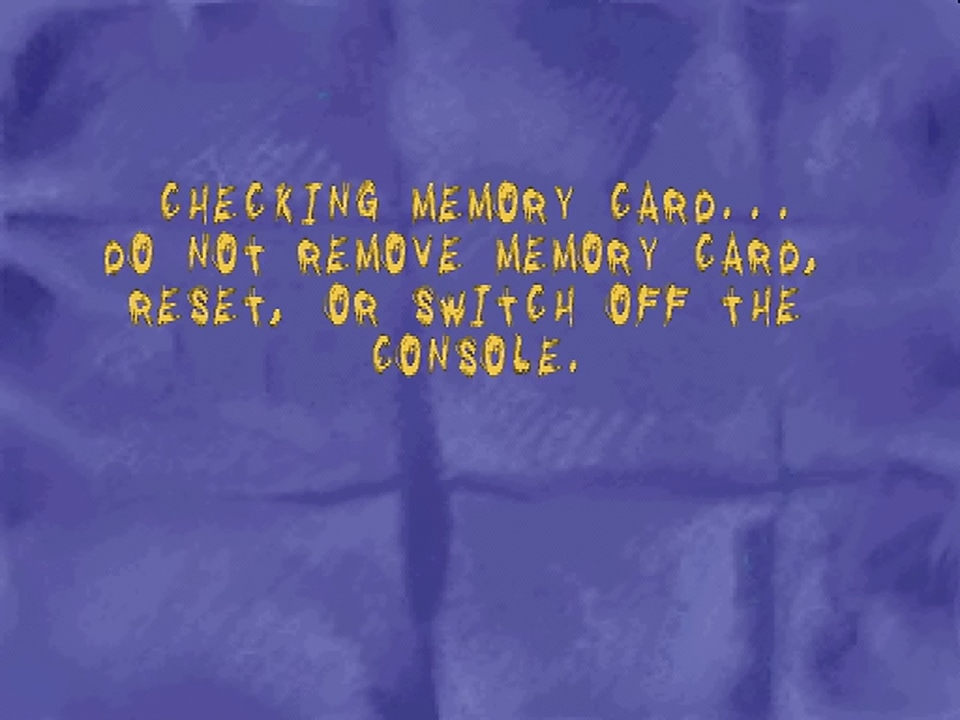 CHECKING MEMORY CARD...
DO NOT REMOVE MEMORY CARD,
RESET, OR SWITCH OFF THE
CONSOLE.